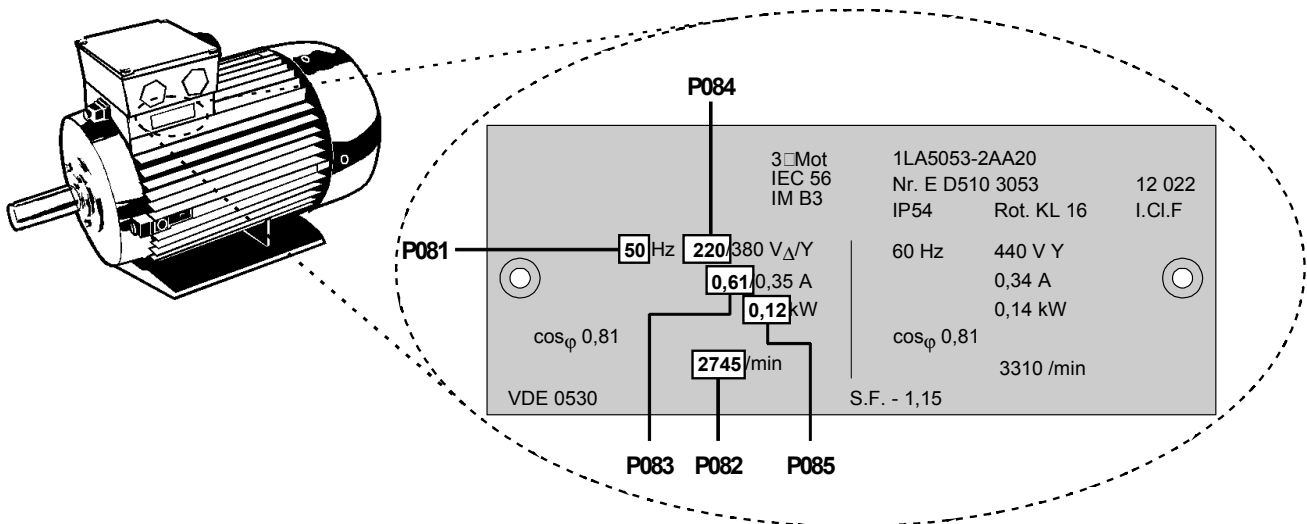 P084
3□Mot 1LA5053-2AA20
IEC 56 Nr. E D510 3053 12 022
IM B3 IP54 Rot. KL 16 I.Cl.F
P081 50 Hz 220/380 V Δ/Y 60 Hz 440 V Y
0,61/0,35 A 0,34 A
0,12 kW 0,14 kW
cosφ 0,81 cosφ 0,81
2745 /min 3310 /min
VDE 0530 S.F. - 1,15
P083 P082 P085